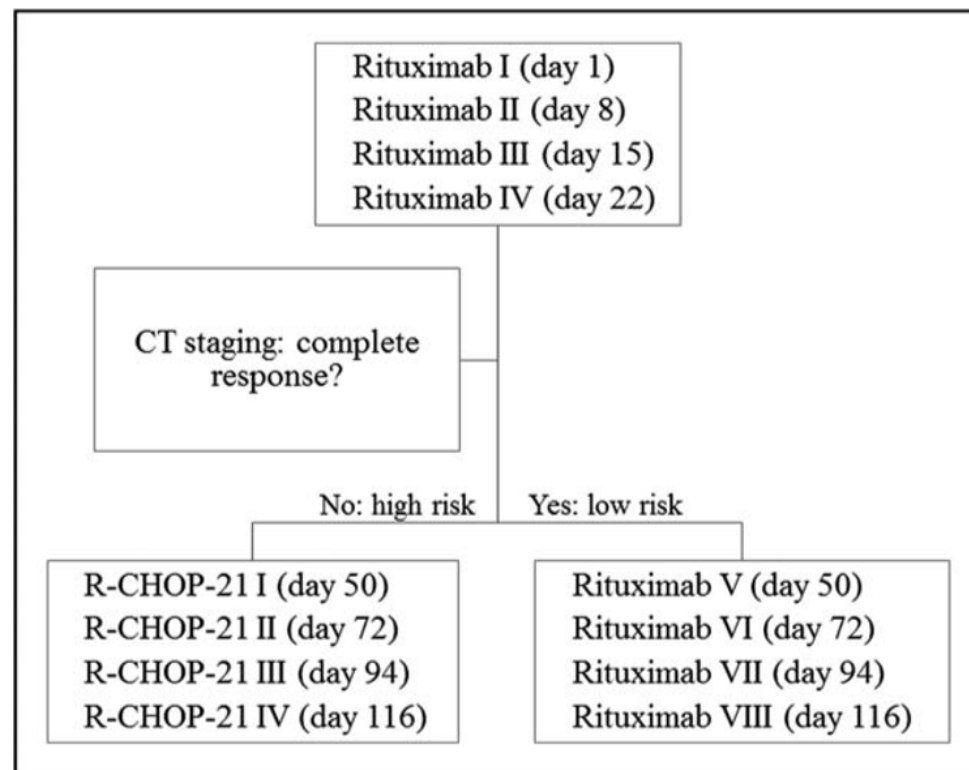 Rituximab I (day 1)
Rituximab II (day 8)
Rituximab III (day 15)
Rituximab IV (day 22)
CT staging: complete
response?
No: high risk
Yes: low risk
R-CHOP-21 I (day 50)
R-CHOP-21 II (day 72)
R-CHOP-21 III (day 94)
R-CHOP-21 IV (day 116)
Rituximab V (day 50)
Rituximab VI (day 72)
Rituximab VII (day 94)
Rituximab VIII (day 116)